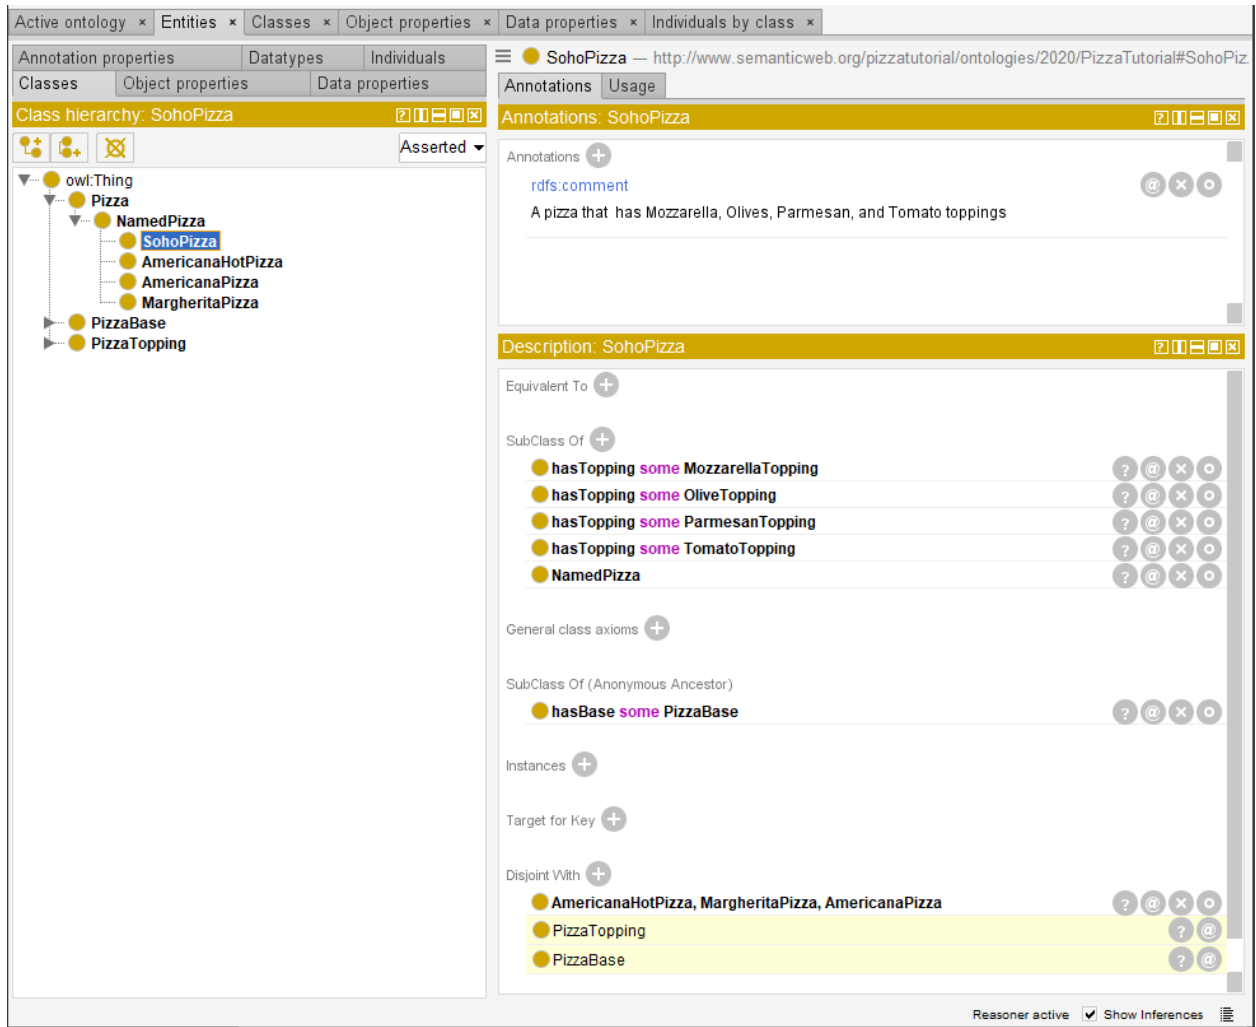 Active ontology × Entities × Classes × Object properties × Data properties × Individuals by class ×
Annotation properties Datatypes Individuals
Classes Object properties Data properties
Class hierarchy: SohoPizza
Asserted
owl:Thing
Pizza
NamedPizza
SohoPizza
AmericanaHotPizza
AmericanaPizza
MargheritaPizza
PizzaBase
PizzaTopping
SohoPizza — http://www.semanticweb.org/pizzatutorial/ontologies/2020/PizzaTutorial#SohoPiz
Annotations Usage
Annotations: SohoPizza
Annotations
rdfs:comment
A pizza that has Mozzarella, Olives, Parmesan, and Tomato toppings
Description: SohoPizza
Equivalent To
SubClass Of
hasTopping some MozzarellaTopping
hasTopping some OliveTopping
hasTopping some ParmesanTopping
hasTopping some TomatoTopping
NamedPizza
General class axioms
SubClass Of (Anonymous Ancestor)
hasBase some PizzaBase
Instances
Target for Key
Disjoint With
AmericanaHotPizza, MargheritaPizza, AmericanaPizza
PizzaTopping
PizzaBase
Reasoner active Show Inferences